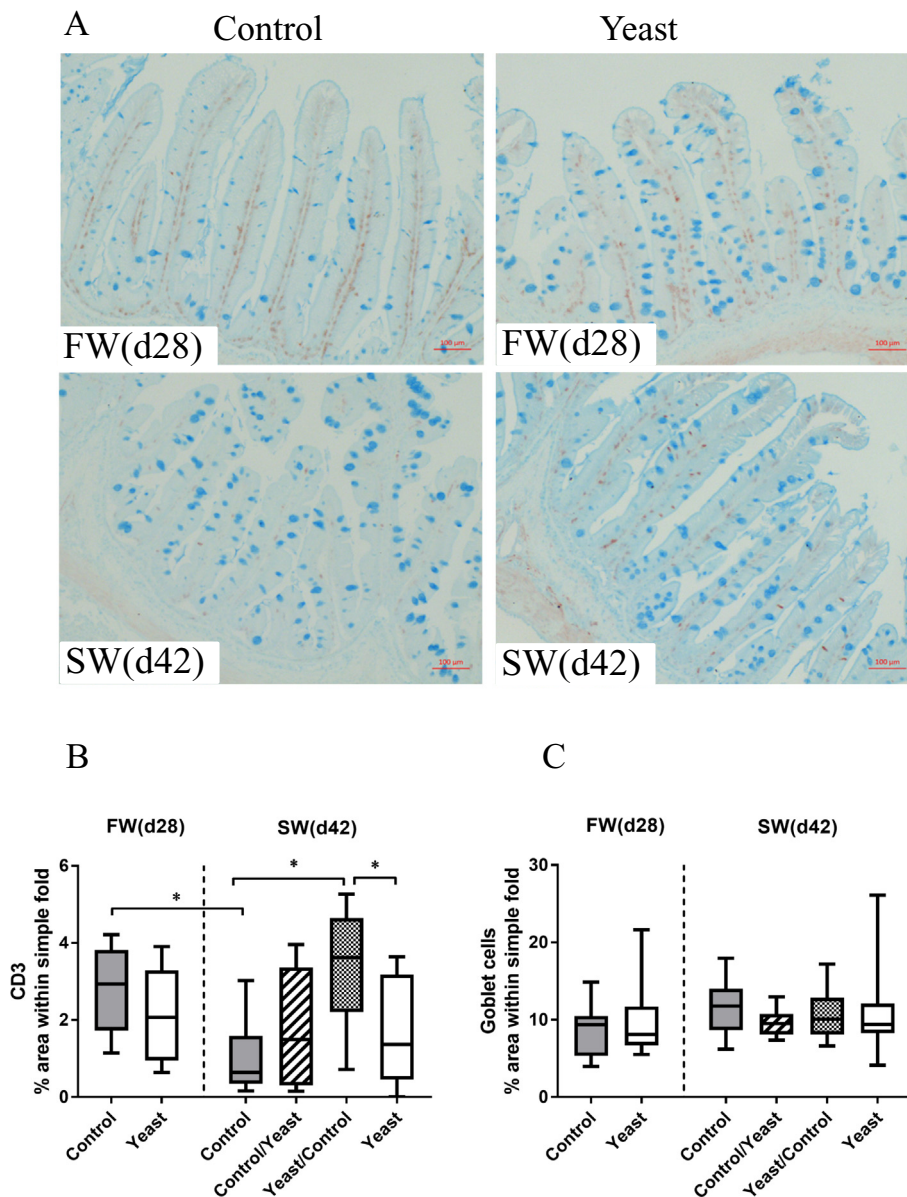 A
Control Yeast
FW(d28) 100 µm FW(d28) 100 µm
SW(d42) 100 µm SW(d42) 100 µm
B
FW(d28) SW(d42)
CD3
% area within simple fold
6
4
2
0
* * *
Control Yeast Control Control/Yeast Yeast/Control Yeast
C
FW(d28) SW(d42)
Goblet cells
% area within simple fold
30
20
10
0
Control Yeast Control Control/Yeast Yeast/Control Yeast